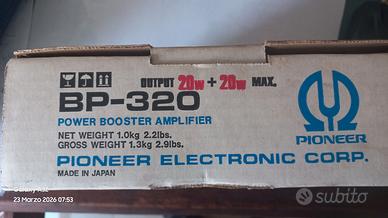 OUTPUT 20W + 20W MAX.
BP-320
POWER BOOSTER AMPLIFIER
NET WEIGHT 1.0kg 2.2lbs.
GROSS WEIGHT 1.3kg 2.9lbs.
PIONEER
PIONEER ELECTRONIC CORP.
MADE IN JAPAN
23 Marzo 2026 07:53
subito